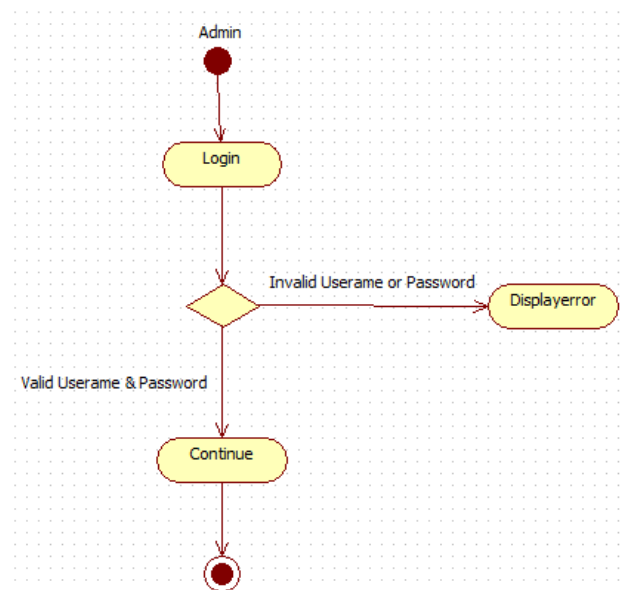 Admin
Login
Invalid Userame or Password
Displayerror
Valid Userame & Password
Continue